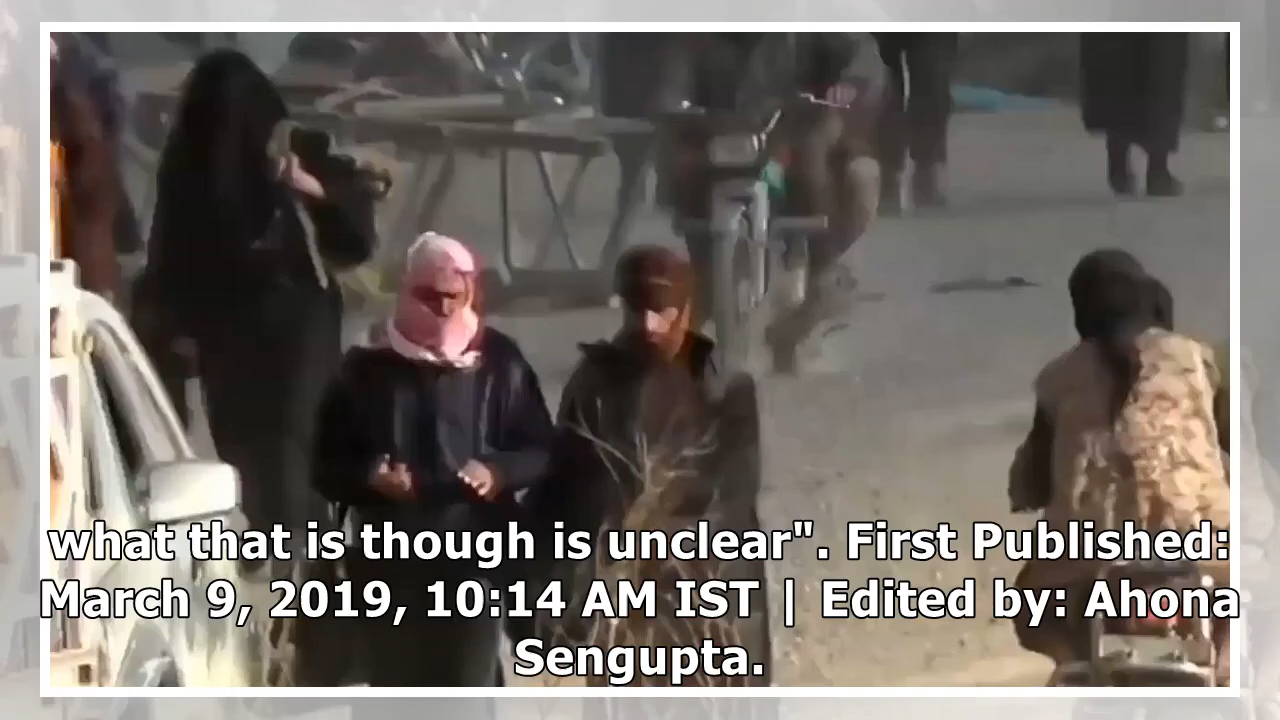 what that is though is unclear". First Published:
March 9, 2019, 10:14 AM IST | Edited by: Ahona
Sengupta.